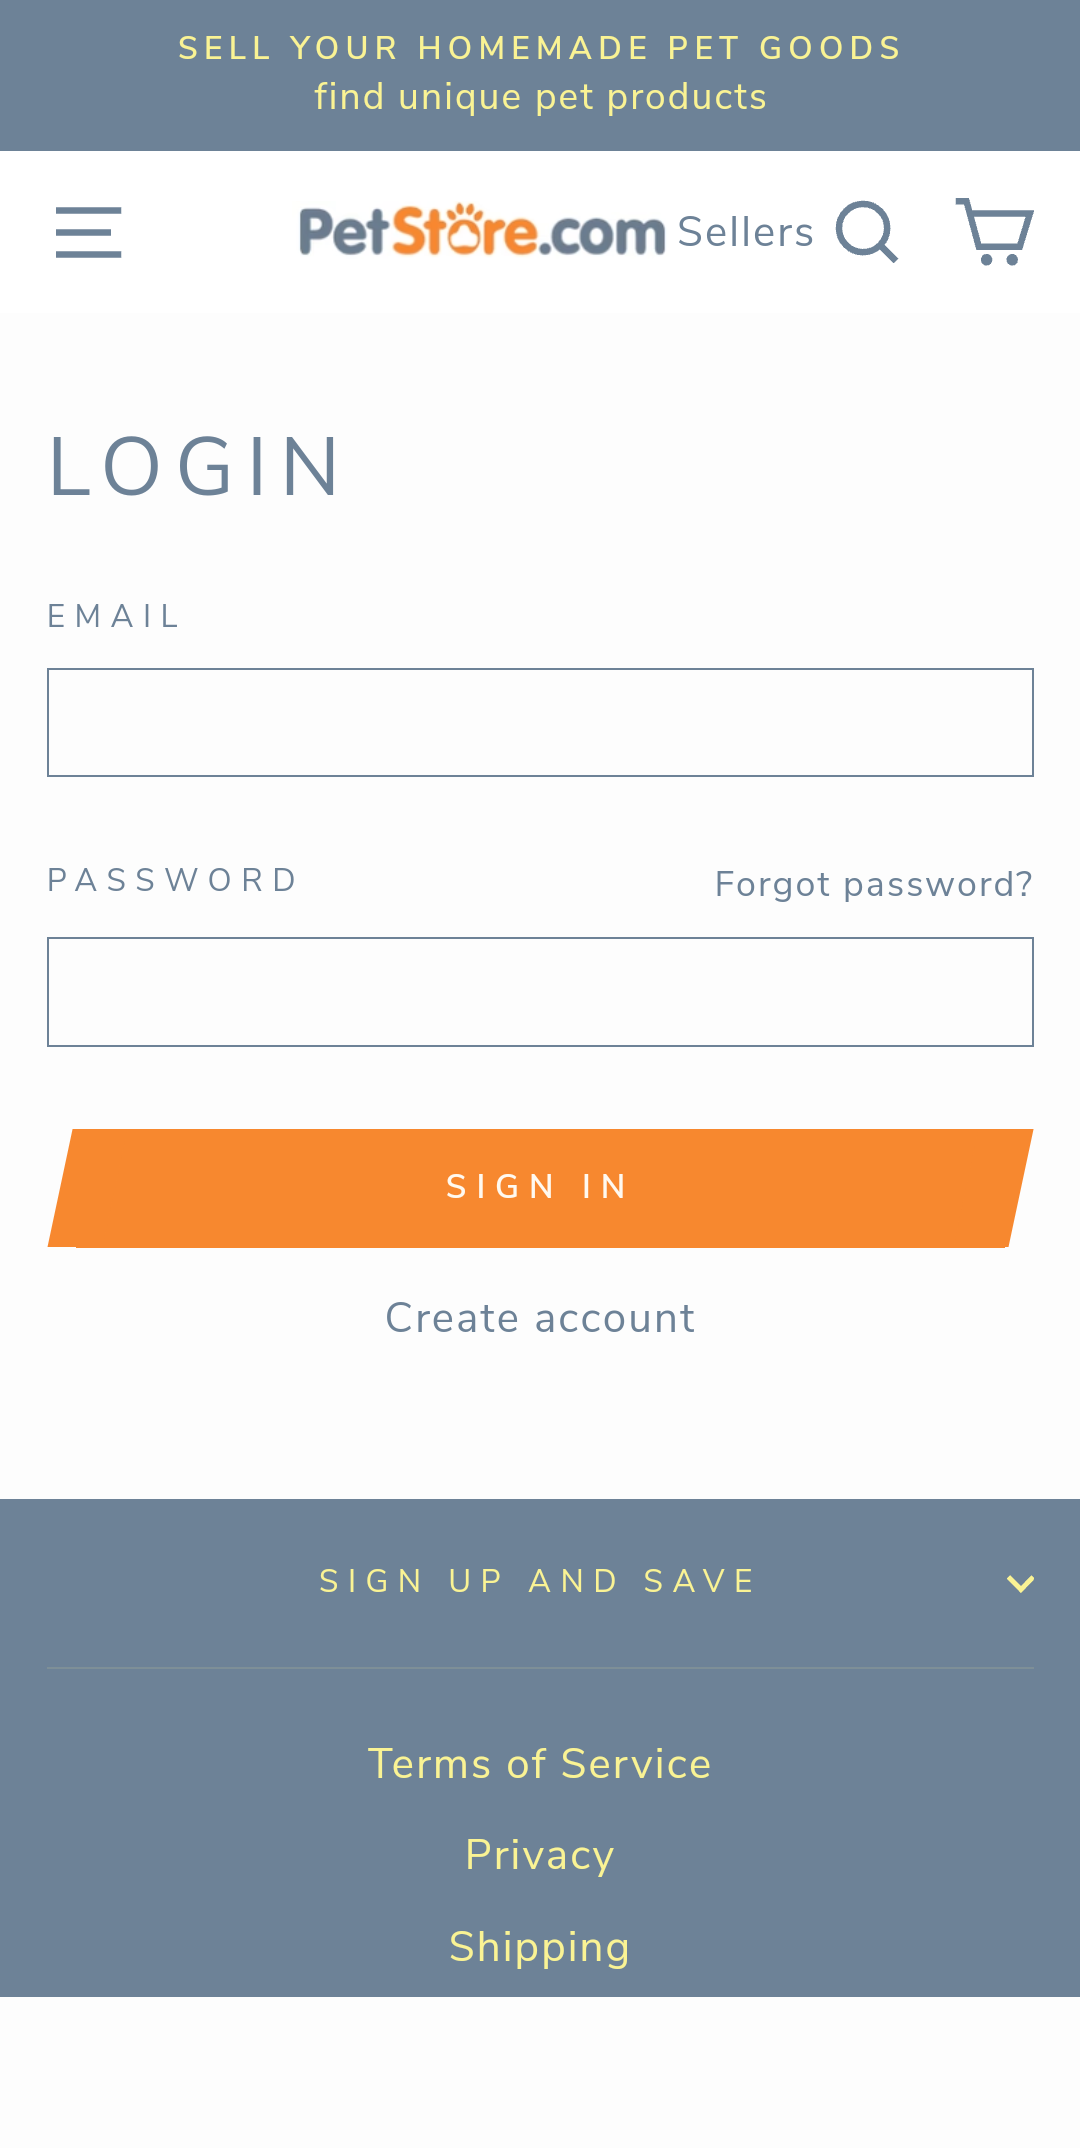 SELL YOUR HOMEMADE PET GOODS
find unique pet products
PetStore.com Sellers
LOGIN
EMAIL
PASSWORD Forgot password?
SIGN IN
Create account
SIGN UP AND SAVE
Terms of Service
Privacy
Shipping